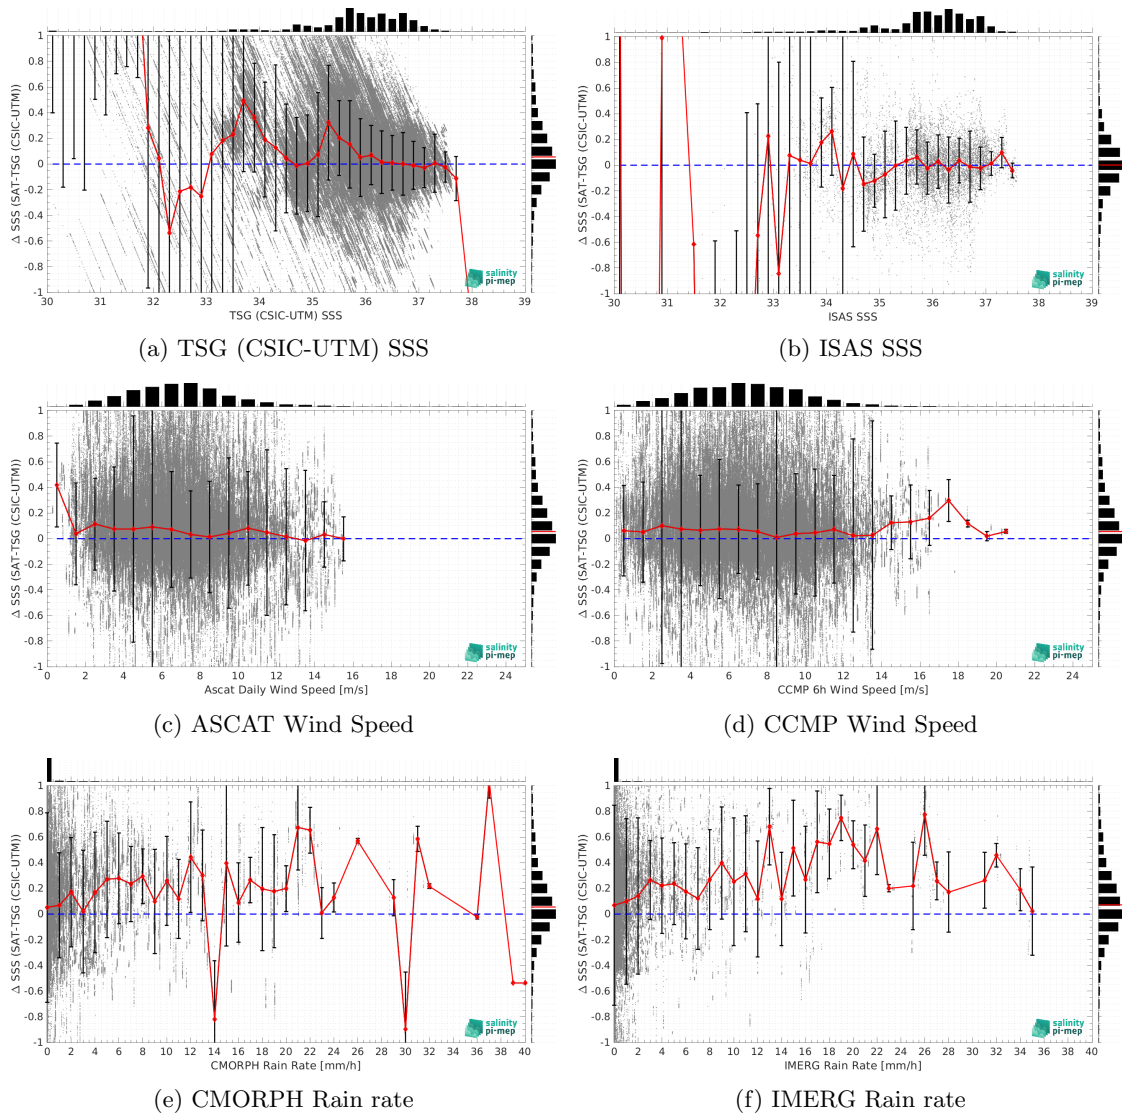 Δ SSS (SAT-TSG (CSIC-UTM))
1
0.8
0.6
0.4
0.2
0
-0.2
-0.4
-0.6
-0.8
-1
30 31 32 33 34 35 36 37 38 39
TSG (CSIC-UTM) SSS
salinity
pi-mep
(a) TSG (CSIC-UTM) SSS
Δ SSS (SAT-TSG (CSIC-UTM))
1
0.8
0.6
0.4
0.2
0
-0.2
-0.4
-0.6
-0.8
-1
30 31 32 33 34 35 36 37 38 39
ISAS SSS
salinity
pi-mep
(b) ISAS SSS
Δ SSS (SAT-TSG (CSIC-UTM))
1
0.8
0.6
0.4
0.2
0
-0.2
-0.4
-0.6
-0.8
-1
0 2 4 6 8 10 12 14 16 18 20 22 24
Ascat Daily Wind Speed [m/s]
salinity
pi-mep
(c) ASCAT Wind Speed
Δ SSS (SAT-TSG (CSIC-UTM))
1
0.8
0.6
0.4
0.2
0
-0.2
-0.4
-0.6
-0.8
-1
0 2 4 6 8 10 12 14 16 18 20 22 24
CCMP 6h Wind Speed [m/s]
salinity
pi-mep
(d) CCMP Wind Speed
Δ SSS (SAT-TSG (CSIC-UTM))
1
0.8
0.6
0.4
0.2
0
-0.2
-0.4
-0.6
-0.8
-1
0 2 4 6 8 10 12 14 16 18 20 22 24 26 28 30 32 34 36 38 40
CMORPH Rain Rate [mm/h]
salinity
pi-mep
(e) CMORPH Rain rate
Δ SSS (SAT-TSG (CSIC-UTM))
1
0.8
0.6
0.4
0.2
0
-0.2
-0.4
-0.6
-0.8
-1
0 2 4 6 8 10 12 14 16 18 20 22 24 26 28 30 32 34 36 38 40
IMERG Rain Rate [mm/h]
salinity
pi-mep
(f) IMERG Rain rate